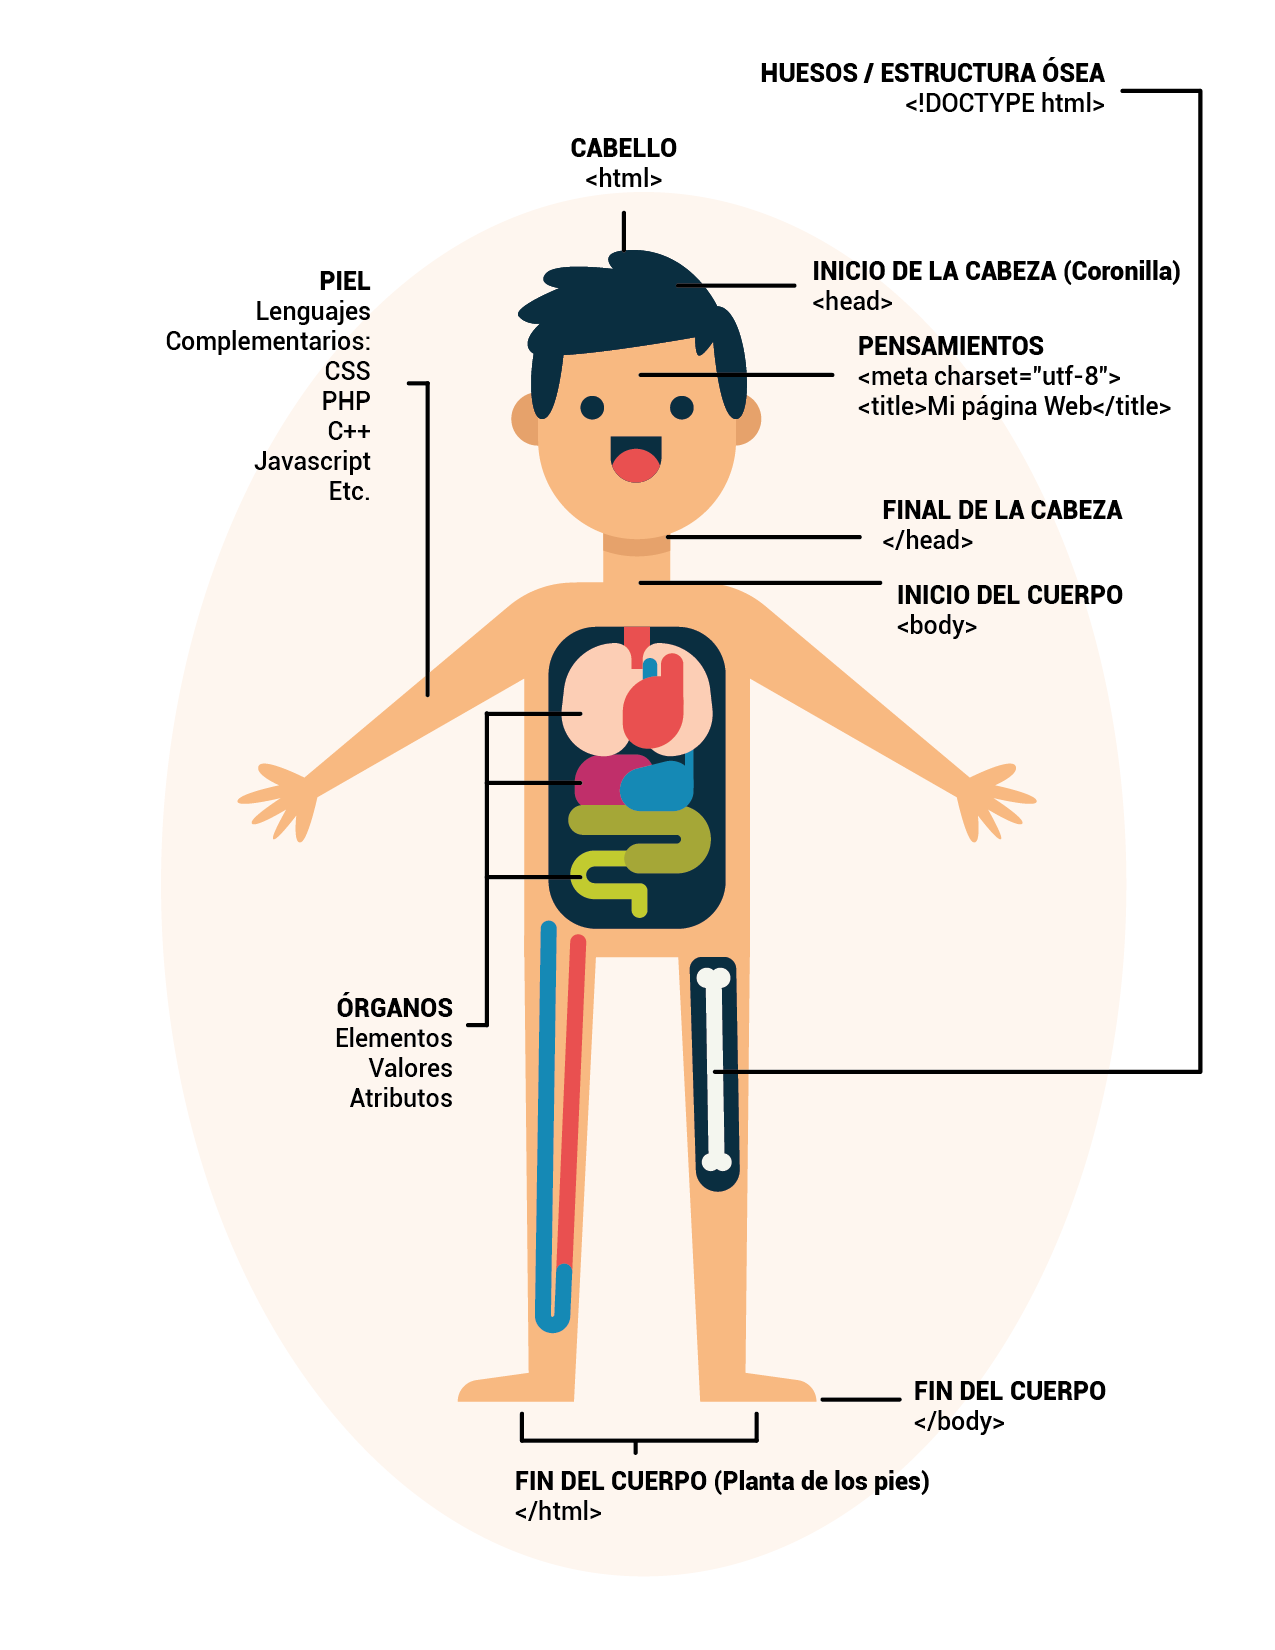 HUESOS / ESTRUCTURA ÓSEA
<!DOCTYPE html>
CABELLO
<html>
INICIO DE LA CABEZA (Coronilla)
<head>
PIEL
Lenguajes
Complementarios:
CSS
PHP
C++
Javascript
Etc.
PENSAMIENTOS
<meta charset="utf-8">
<title>Mi página Web</title>
FINAL DE LA CABEZA
</head>
INICIO DEL CUERPO
<body>
ÓRGANOS
Elementos
Valores
Atributos
FIN DEL CUERPO
</body>
FIN DEL CUERPO (Planta de los pies)
</html>